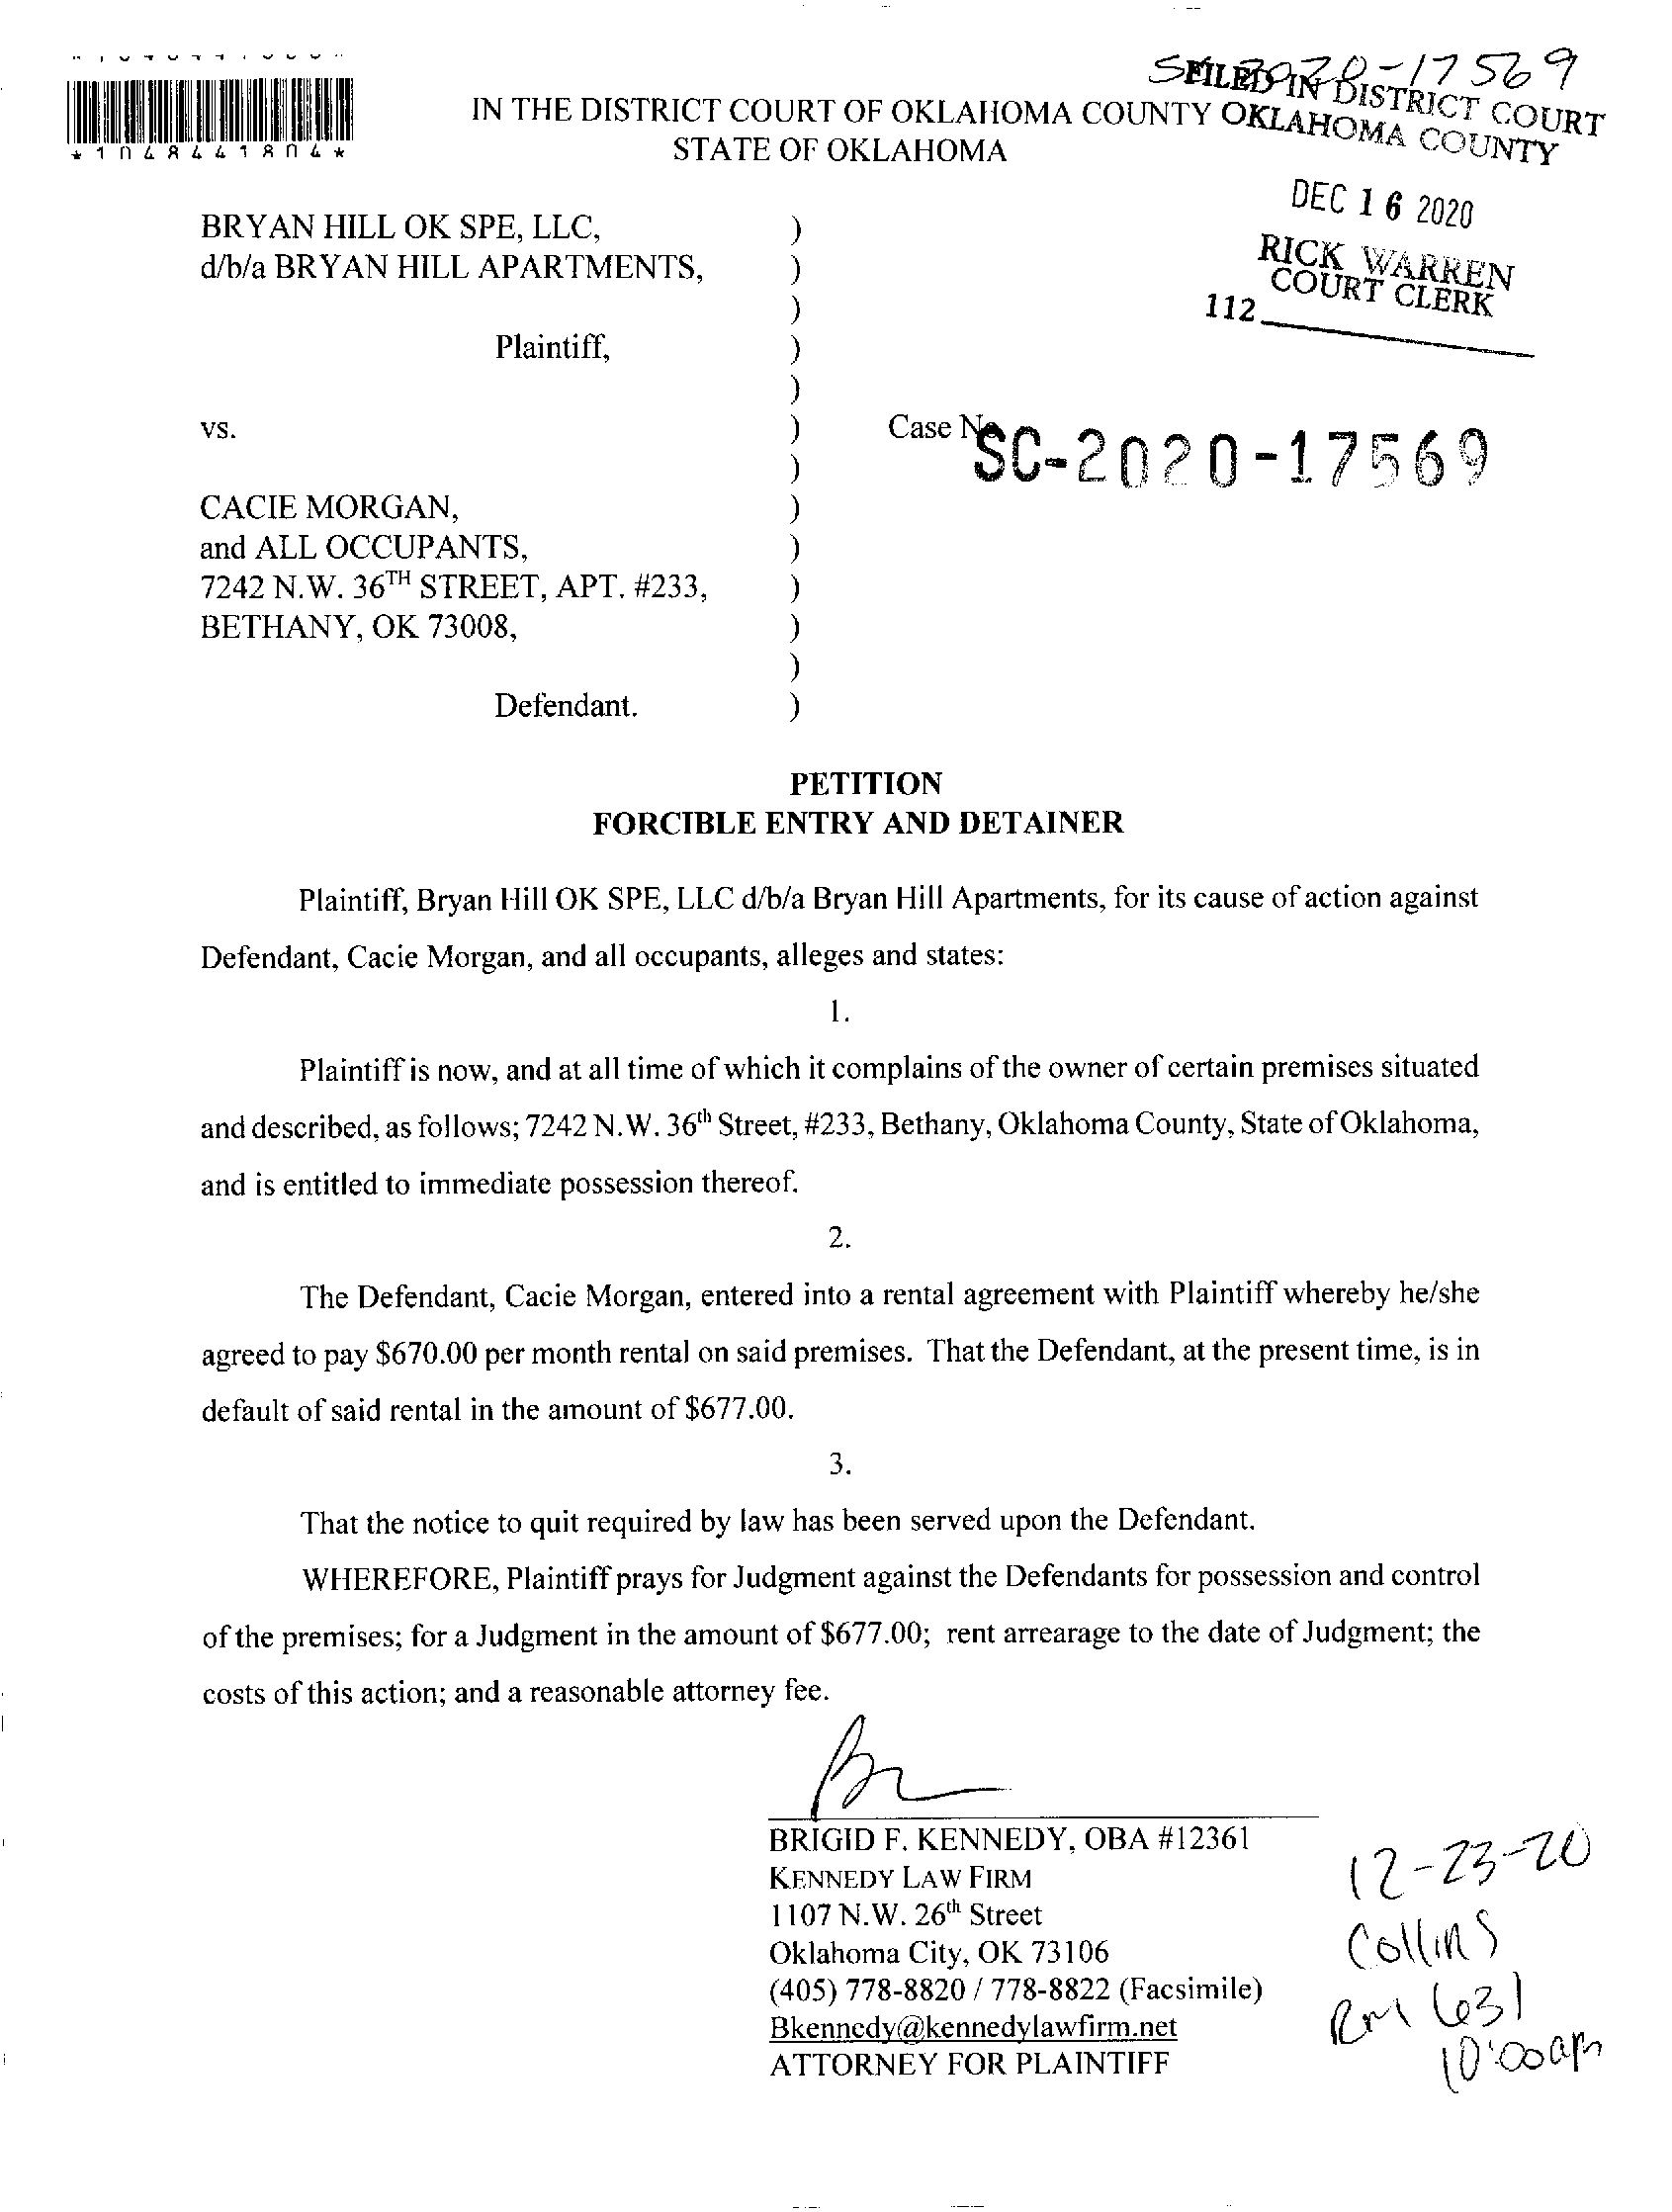 SC-2020-17569
FILED IN DISTRICT COURT
OKLAHOMA COUNTY
IN THE DISTRICT COURT OF OKLAHOMA COUNTY
STATE OF OKLAHOMA
*1048441804*
DEC 16 2020
RICK WARREN
COURT CLERK
112
BRYAN HILL OK SPE, LLC, )
d/b/a BRYAN HILL APARTMENTS, )
)
Plaintiff, )
)
vs. ) Case No.
SC-2020-17569
)
CACIE MORGAN, )
and ALL OCCUPANTS, )
7242 N.W. 36TH STREET, APT. #233, )
BETHANY, OK 73008, )
)
Defendant. )
PETITION
FORCIBLE ENTRY AND DETAINER
Plaintiff, Bryan Hill OK SPE, LLC d/b/a Bryan Hill Apartments, for its cause of action against
Defendant, Cacie Morgan, and all occupants, alleges and states:
1.
Plaintiff is now, and at all time of which it complains of the owner of certain premises situated
and described, as follows; 7242 N.W. 36th Street, #233, Bethany, Oklahoma County, State of Oklahoma,
and is entitled to immediate possession thereof.
2.
The Defendant, Cacie Morgan, entered into a rental agreement with Plaintiff whereby he/she
agreed to pay $670.00 per month rental on said premises. That the Defendant, at the present time, is in
default of said rental in the amount of $677.00.
3.
That the notice to quit required by law has been served upon the Defendant.
WHEREFORE, Plaintiff prays for Judgment against the Defendants for possession and control
of the premises; for a Judgment in the amount of $677.00; rent arrearage to the date of Judgment; the
costs of this action; and a reasonable attorney fee.
BRIGID F. KENNEDY, OBA #12361
KENNEDY LAW FIRM
1107 N.W. 26th Street
Oklahoma City, OK 73106
(405) 778-8820 / 778-8822 (Facsimile)
Bkennedy@kennedylawfirm.net
ATTORNEY FOR PLAINTIFF
12-23-20
Collins
Rm 631
10:00am